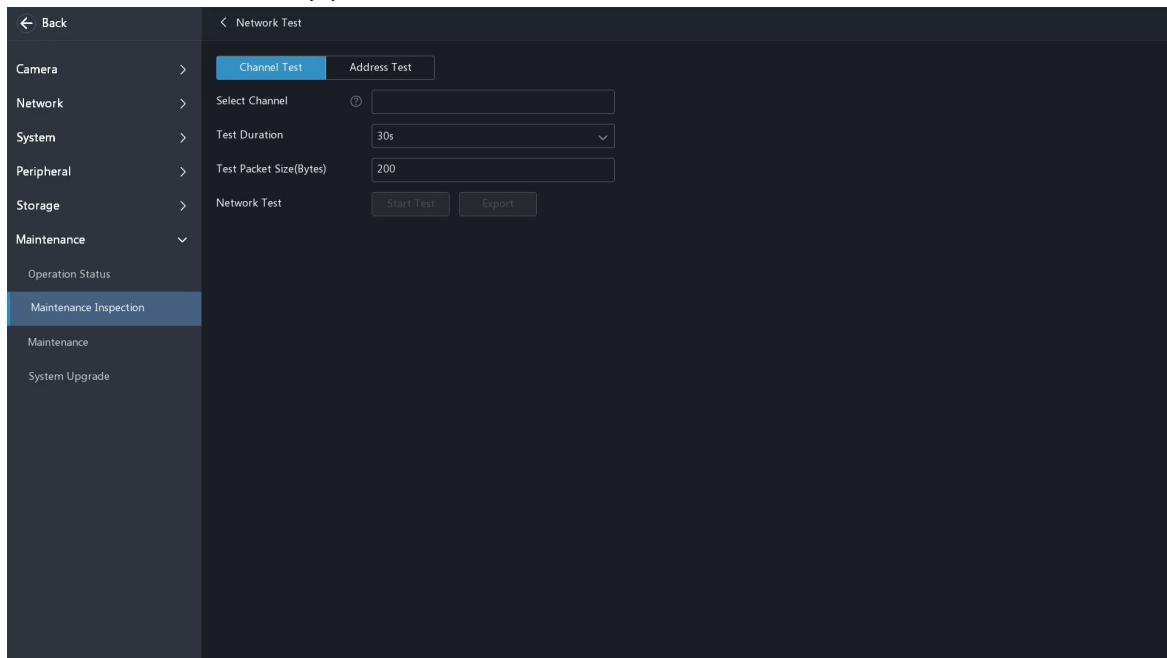 Back
Network Test
Camera
Network
System
Peripheral
Storage
Maintenance
Operation Status
Maintenance Inspection
Maintenance
System Upgrade
Channel Test Address Test
Select Channel ?
Test Duration 30s
Test Packet Size(Bytes) 200
Network Test Start Test Export